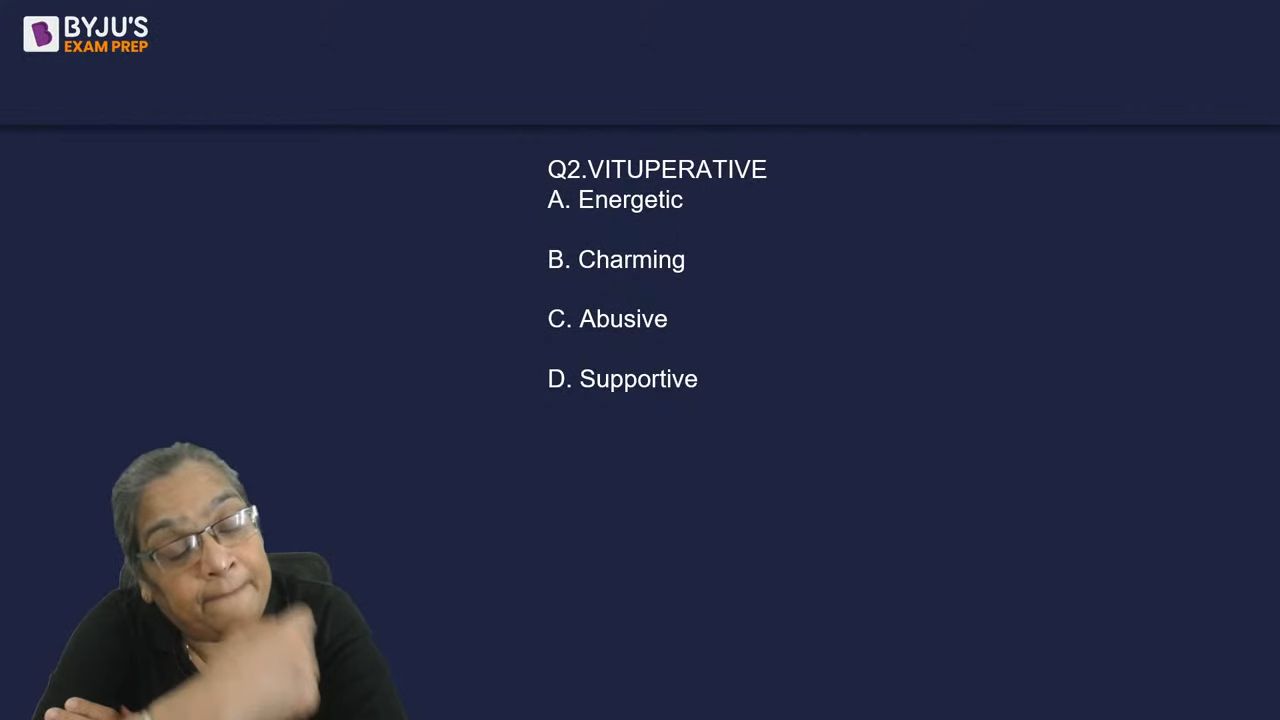 BYJU'S
EXAM PREP
Q2.VITUPERATIVE
A. Energetic
B. Charming
C. Abusive
D. Supportive